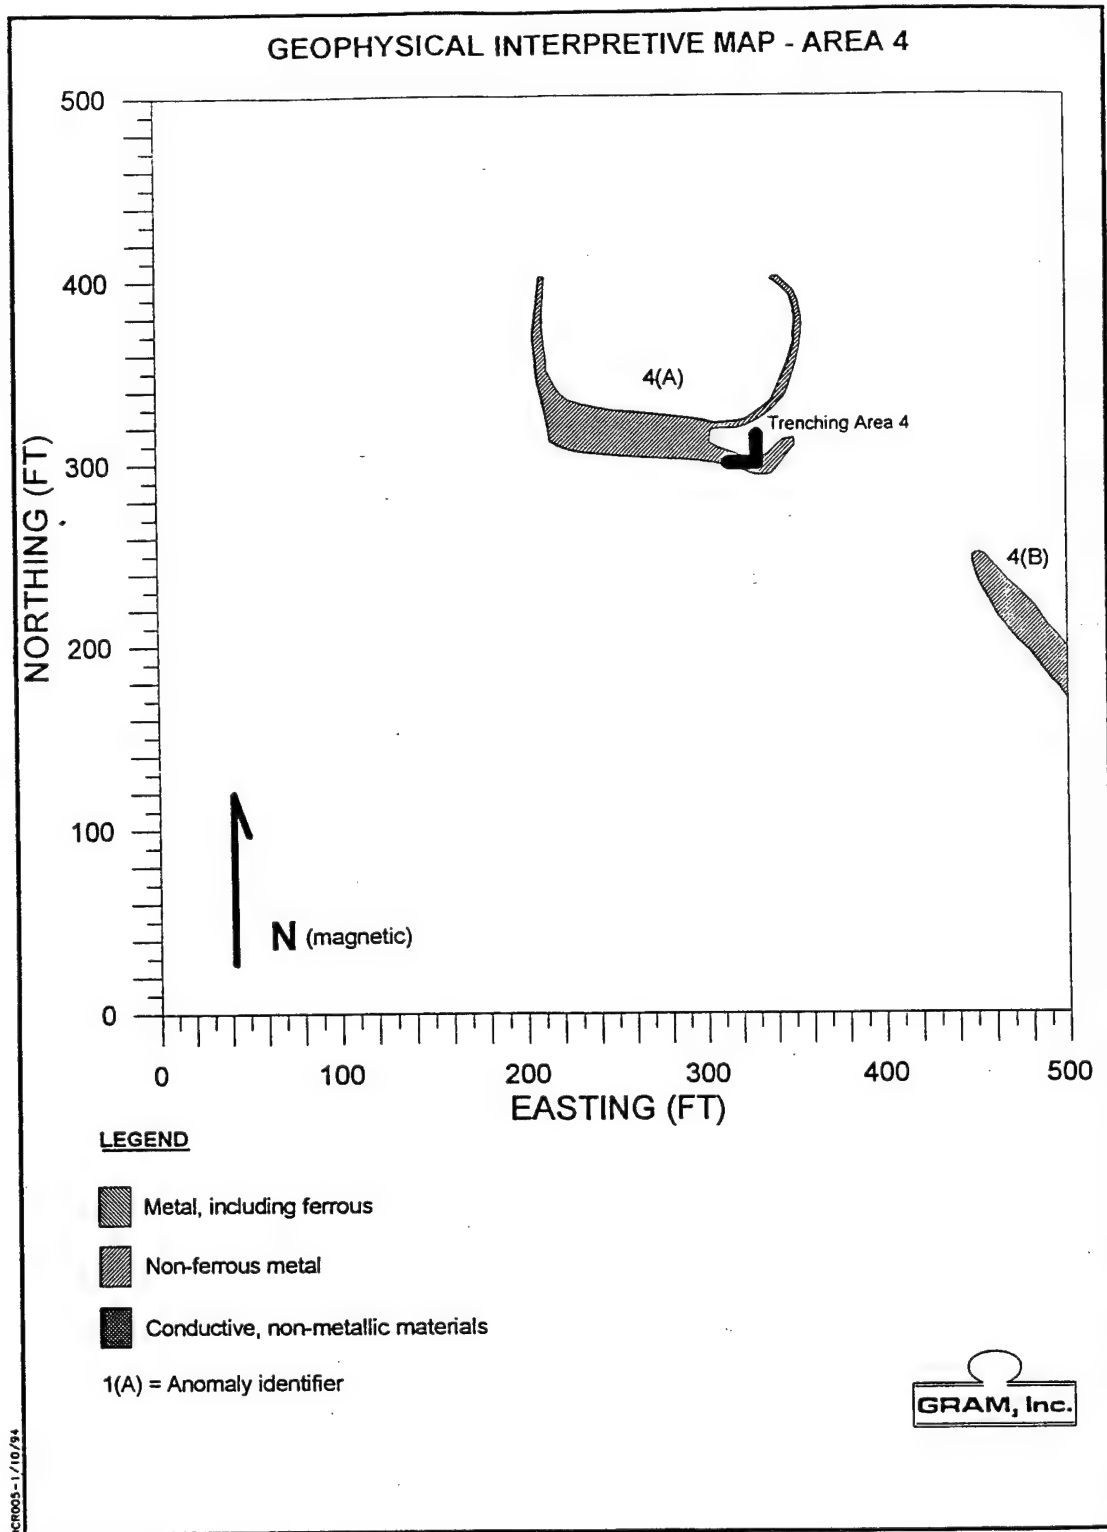 GEOPHYSICAL INTERPRETIVE MAP - AREA 4
500
400
300
200
100
0
NORTHING (FT)
4(A)
Trenching Area 4
4(B)
N (magnetic)
0 100 200 300 400 500
EASTING (FT)
LEGEND
Metal, including ferrous
Non-ferrous metal
Conductive, non-metallic materials
1(A) = Anomaly identifier
GRAM, Inc.